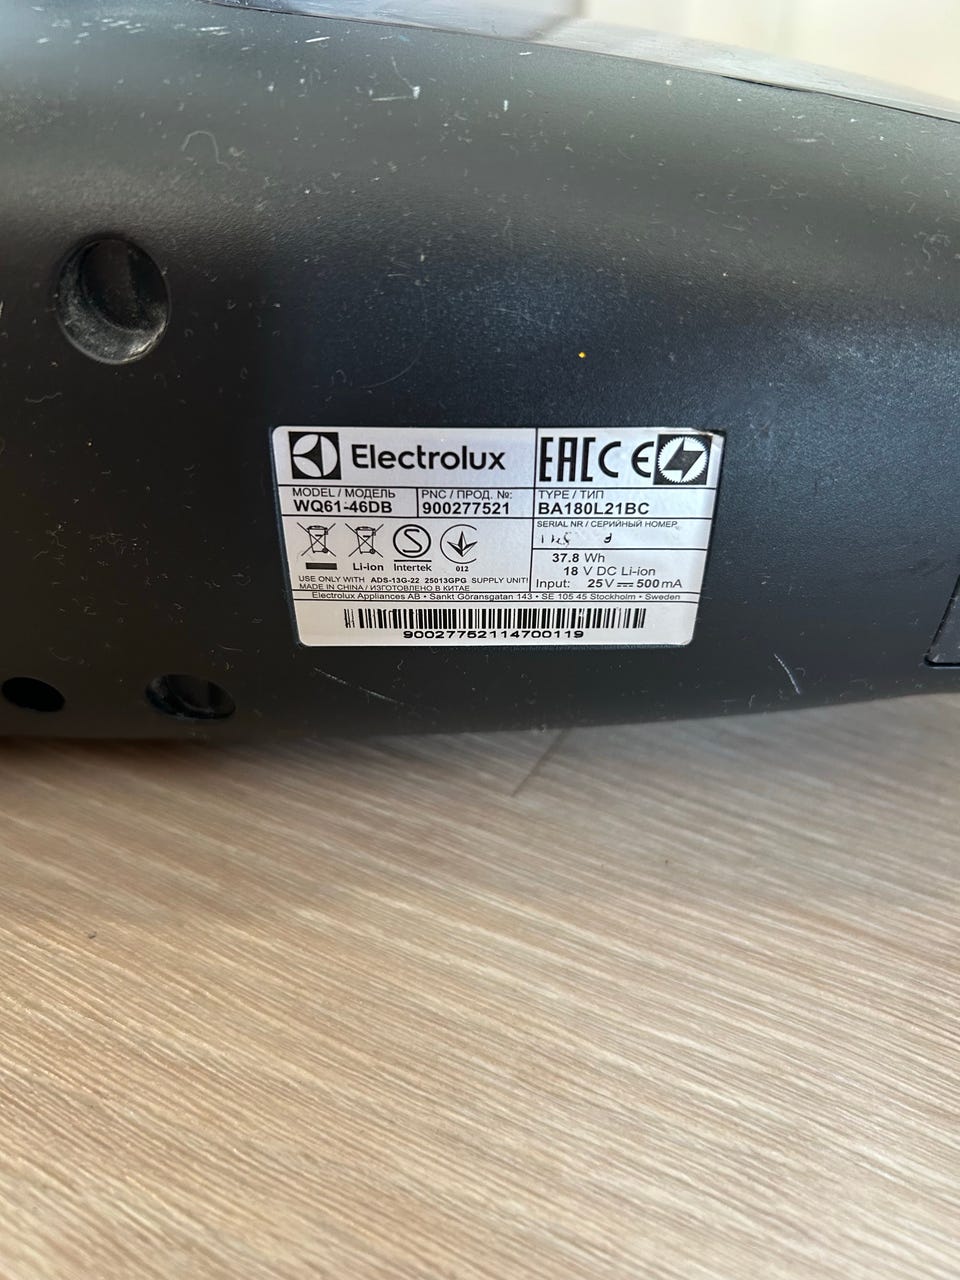 Electrolux EAC CE
MODEL / МОДЕЛЬ PNC / ПРОД. №: TYPE / ТИП
WQ61-46DB 900277521 BA180L21BC
SERIAL NR / СЕРИЙНЫЙ НОМЕР
37.8 Wh
18 V DC Li-ion
Input: 25V 500mA
Li-ion Intertek 012
USE ONLY WITH ADS-13G-22 25013GPG SUPPLY UNIT!
MADE IN CHINA / ИЗГОТОВЛЕНО В КИТАЕ
Electrolux Appliances AB • Sankt Göransgatan 143 • SE 105 45 Stockholm • Sweden
90027752114700119